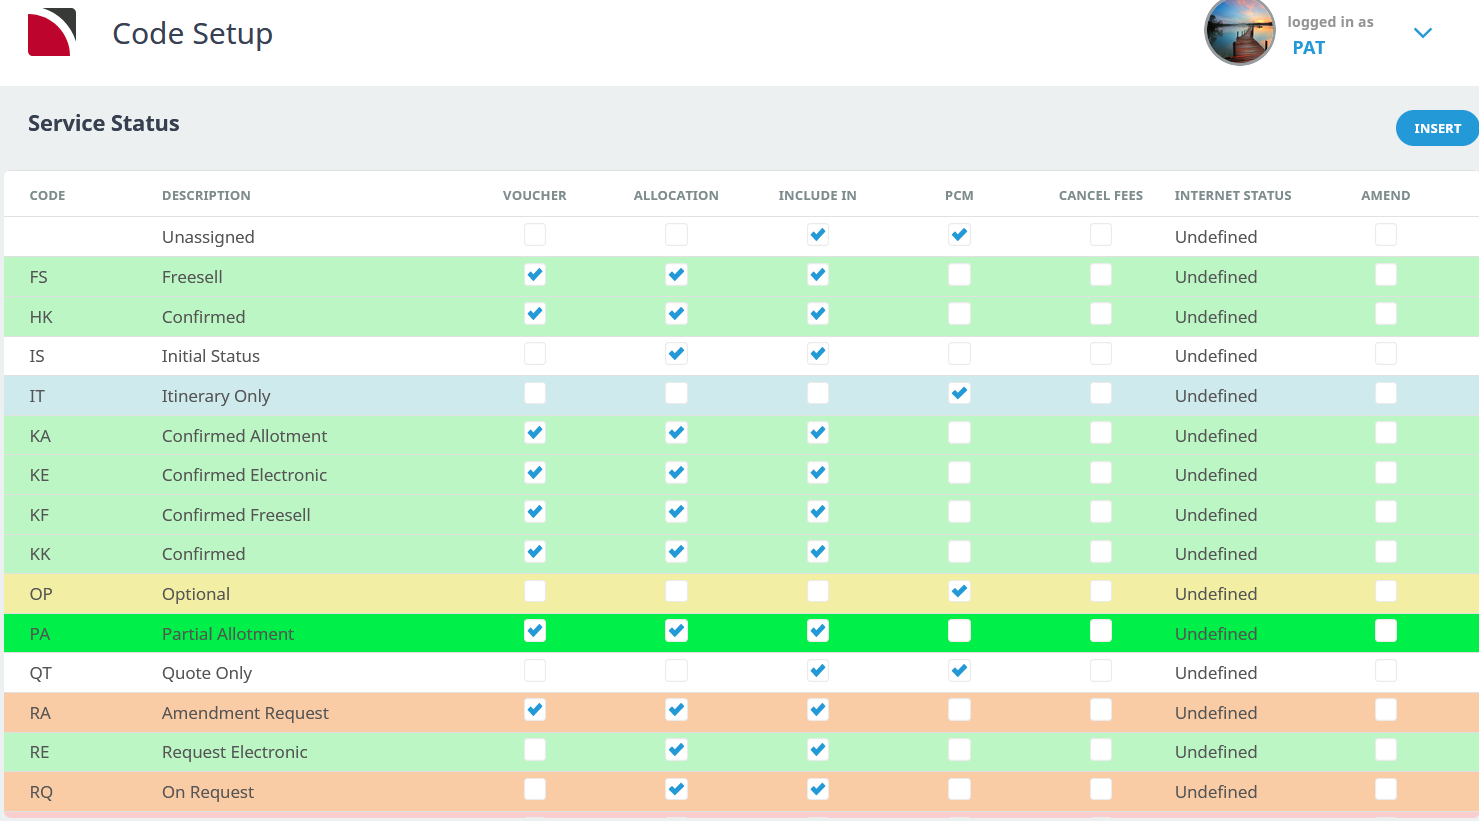 Code Setup
logged in as
PAT
Service Status
INSERT
CODE DESCRIPTION VOUCHER ALLOCATION INCLUDE IN PCM CANCEL FEES INTERNET STATUS AMEND
Unassigned Undefined
FS Freesell Undefined
HK Confirmed Undefined
IS Initial Status Undefined
IT Itinerary Only Undefined
KA Confirmed Allotment Undefined
KE Confirmed Electronic Undefined
KF Confirmed Freesell Undefined
KK Confirmed Undefined
OP Optional Undefined
PA Partial Allotment Undefined
QT Quote Only Undefined
RA Amendment Request Undefined
RE Request Electronic Undefined
RQ On Request Undefined